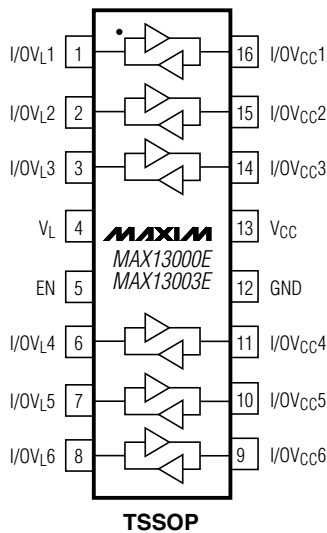 I/OVL1 1 16 I/OVCC1
I/OVL2 2 15 I/OVCC2
I/OVL3 3 14 I/OVCC3
VL 4 MAXIM 13 VCC
MAX13000E
MAX13003E
EN 5 12 GND
I/OVL4 6 11 I/OVCC4
I/OVL5 7 10 I/OVCC5
I/OVL6 8 9 I/OVCC6
TSSOP